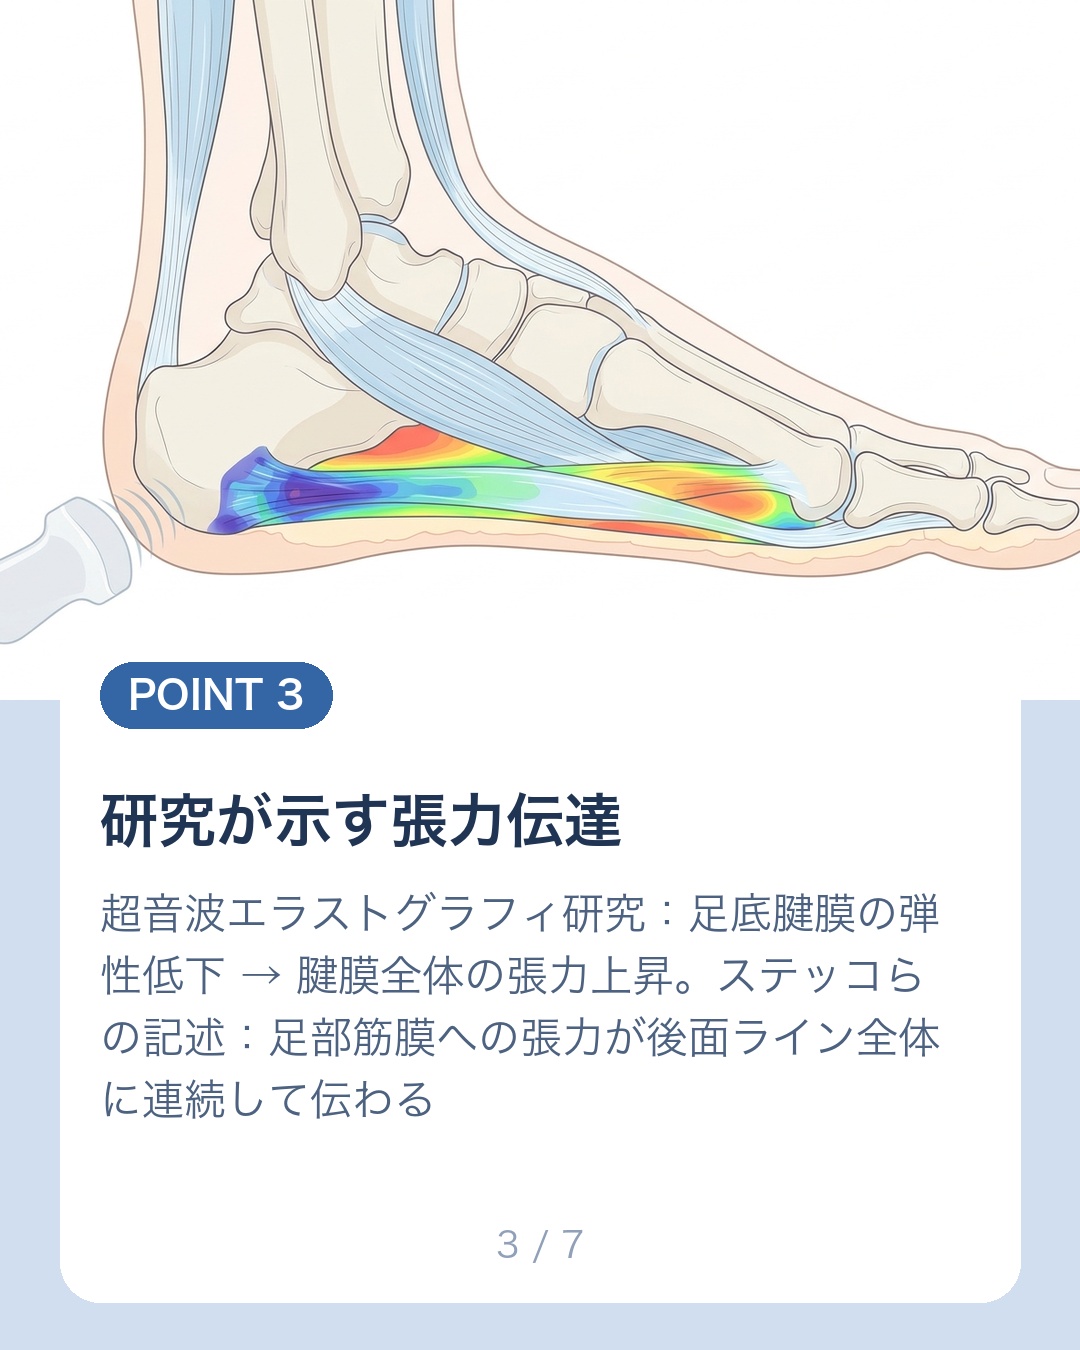 POINT 3
研究が示す張力伝達
超音波エラストグラフィ研究：足底腱膜の弾
性低下 → 腱膜全体の張力上昇。ステッコら
の記述：足部筋膜への張力が後面ライン全体
に連続して伝わる
3 / 7